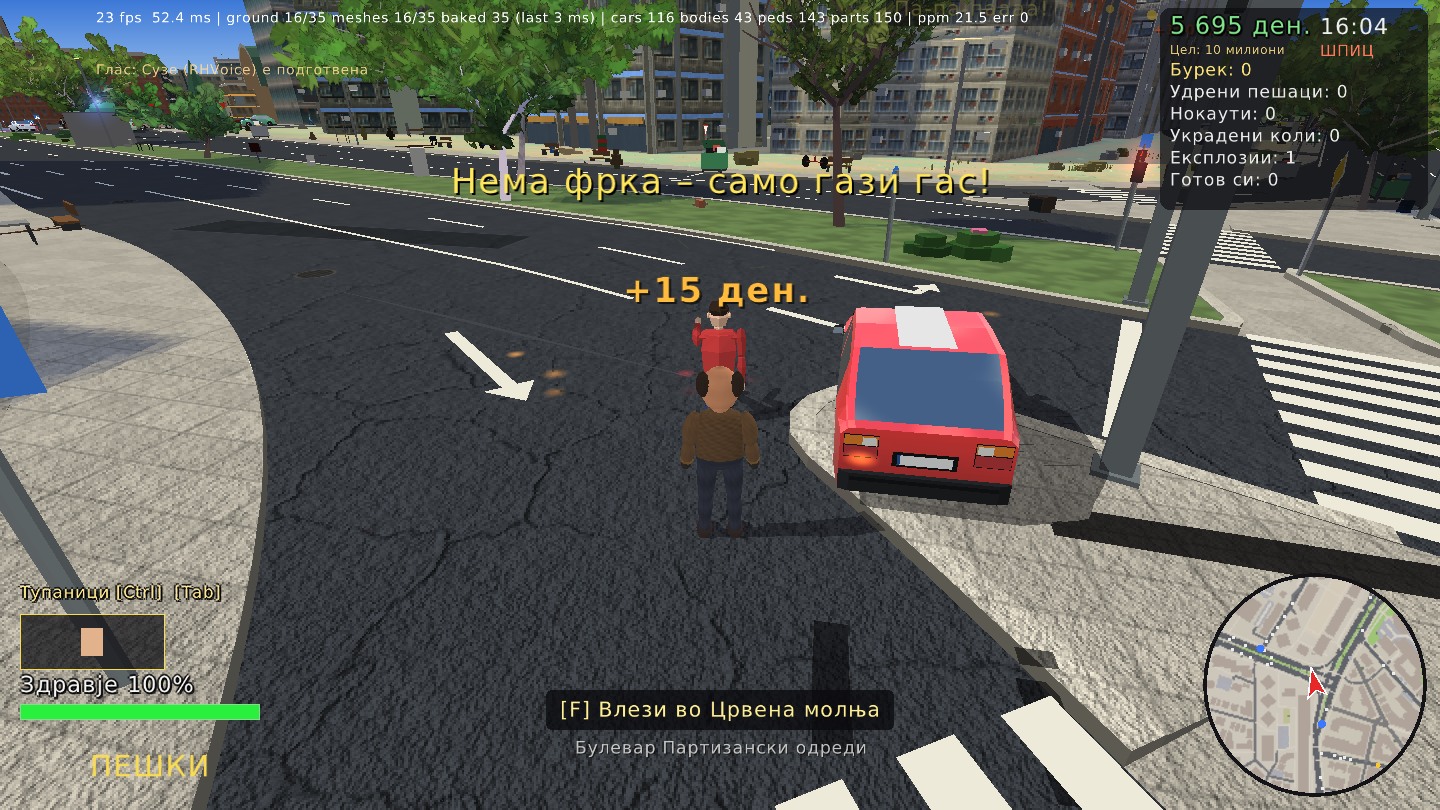 23 fps 52.4 ms | ground 16/35 meshes 16/35 baked 35 (last 3 ms) | cars 116 bodies 43 peds 143 parts 150 | ppm 21.5 err 0
5 695 ден. 16:04
Цел: 10 милиони ШПИЦ
Глас: Сузе (RHVoice) е подготвена
Бурек: 0
Удрени пешаци: 0
Нокаути: 0
Украдени коли: 0
Експлозии: 1
Готов си: 0
Нема фрка – само гази гас!
+15 ден.
Тупаници [Ctrl] [Tab]
Здравје 100%
[F] Влези во Црвена молња
Булевар Партизански одреди
ПЕШКИ